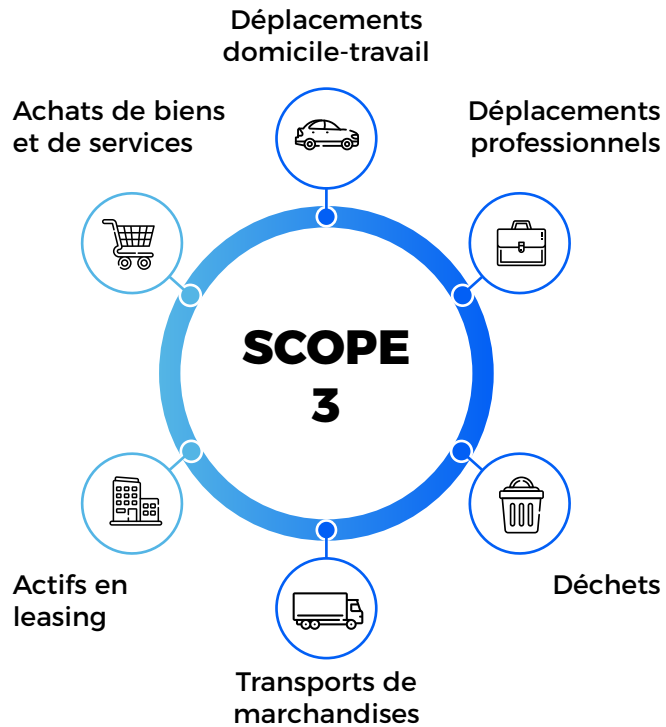 Déplacements
domicile-travail
Achats de biens
et de services
Déplacements
professionnels
SCOPE
3
Actifs en
leasing
Déchets
Transports de
marchandises